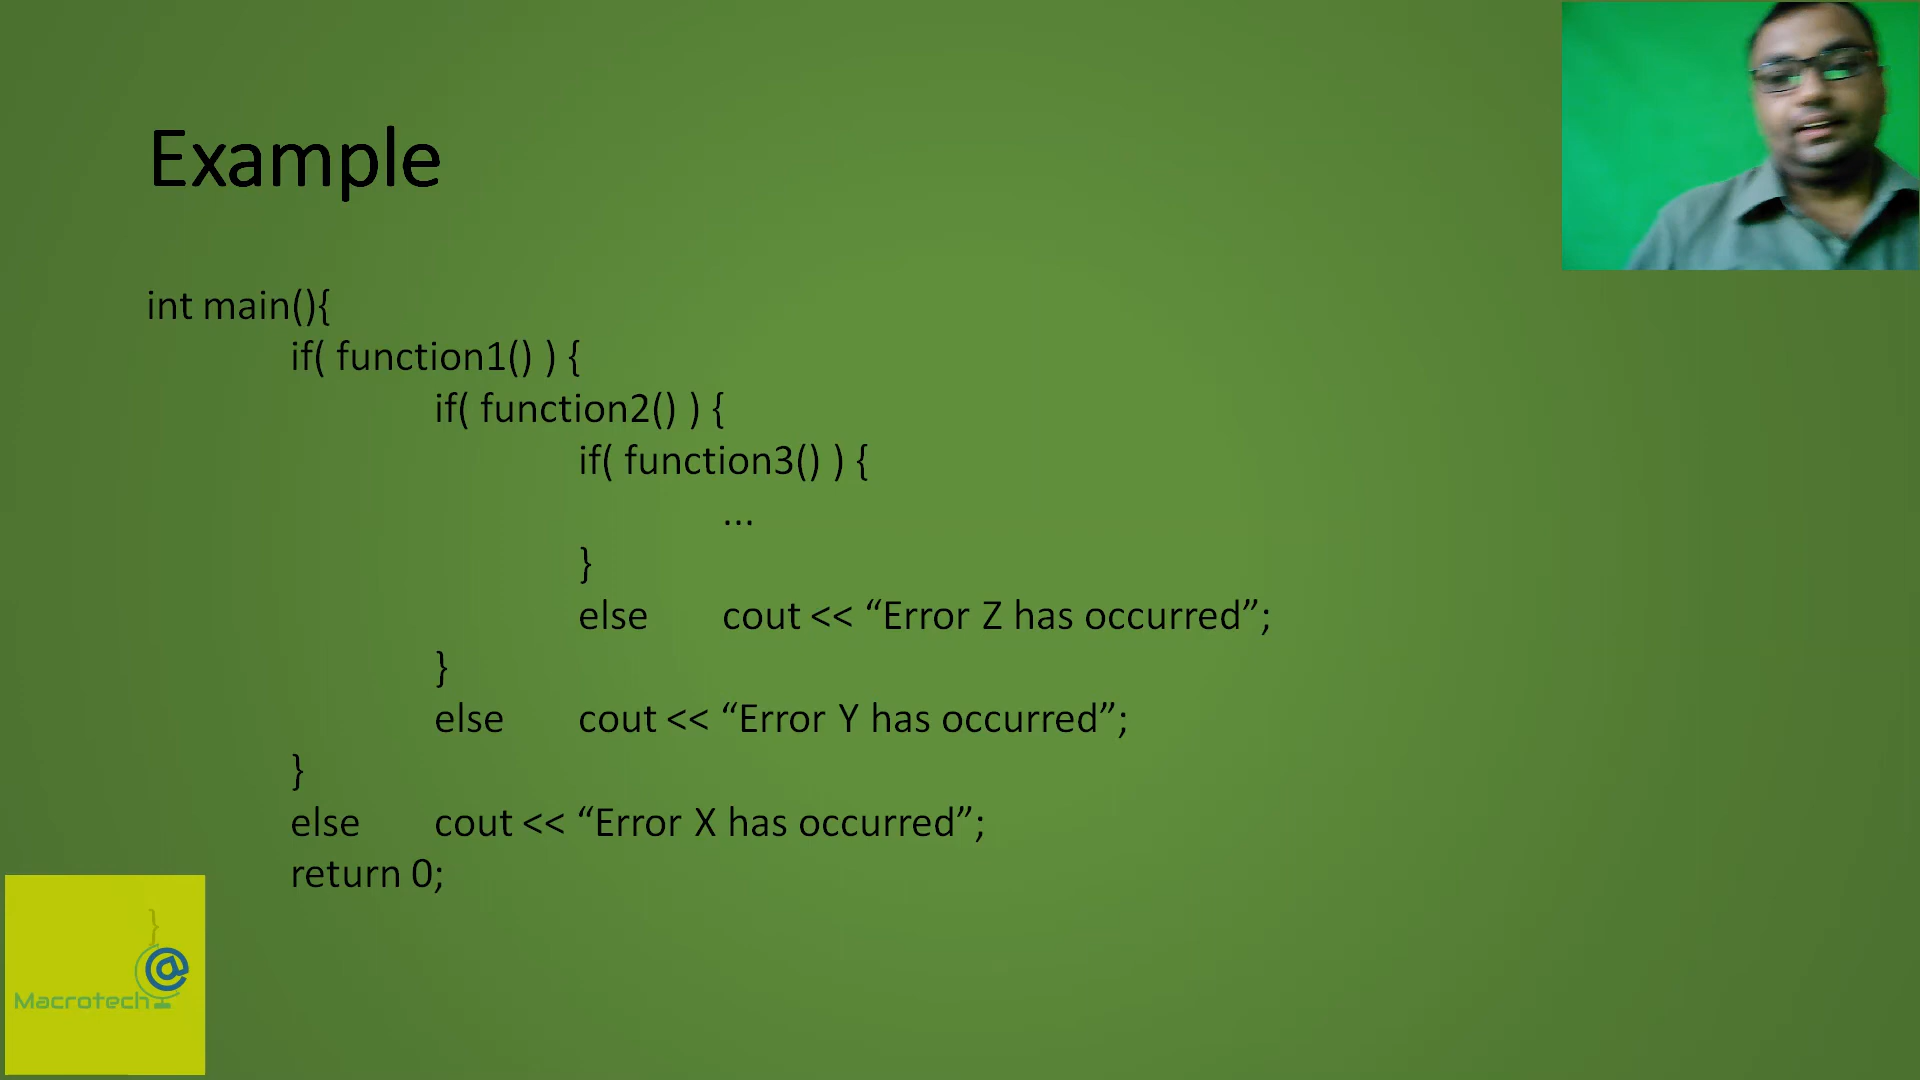 Example
int main(){
if( function1() ) {
if( function2() ) {
if( function3() ) {
...
}
else cout << “Error Z has occurred”;
}
else cout << “Error Y has occurred”;
}
else cout << “Error X has occurred”;
return 0;
}
@
Macrotech